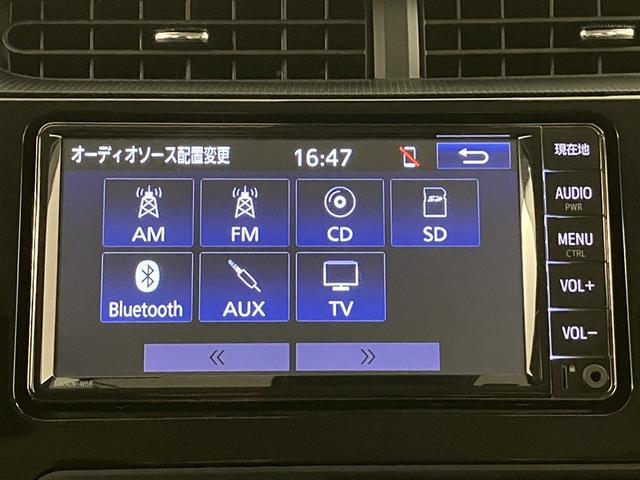 オーディオソース配置変更 16:47
現在地
AM FM CD SD
AUDIO
PWR
MENU
CTRL
Bluetooth AUX TV
VOL+
VOL-
<< >>